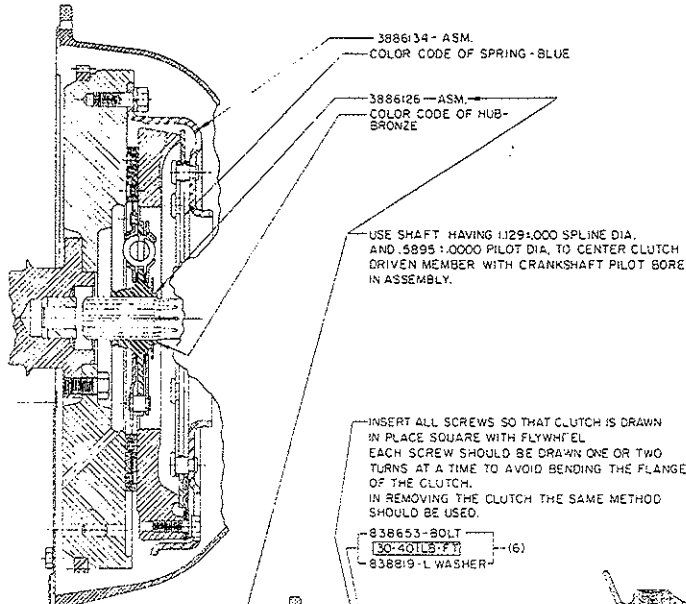 3886134-ASM.
COLOR CODE OF SPRING-BLUE
3886126-ASM.
COLOR CODE OF HUB-
BRONZE
USE SHAFT HAVING 1.129±.000 SPLINE DIA.
AND .5895±.0000 PILOT DIA. TO CENTER CLUTCH
DRIVEN MEMBER WITH CRANKSHAFT PILOT BORE
IN ASSEMBLY.
INSERT ALL SCREWS SO THAT CLUTCH IS DRAWN
IN PLACE SQUARE WITH FLYWHEEL
EACH SCREW SHOULD BE DRAWN ONE OR TWO
TURNS AT A TIME TO AVOID BENDING THE FLANGE
OF THE CLUTCH.
IN REMOVING THE CLUTCH THE SAME METHOD
SHOULD BE USED.
838653-BOLT
30-40 LB-FT (6)
838819-L WASHER